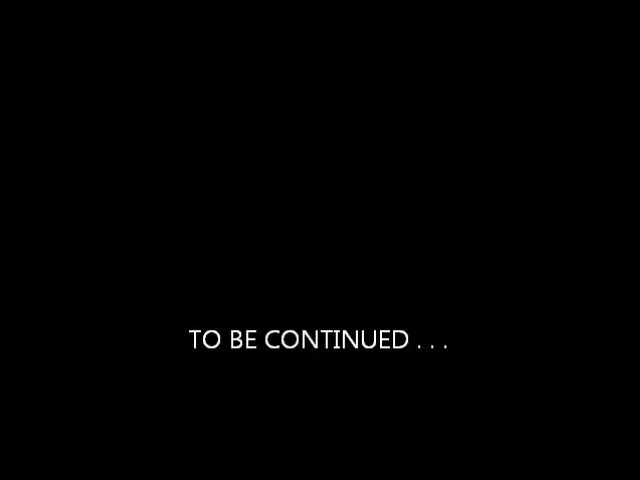 TO BE CONTINUED . . .